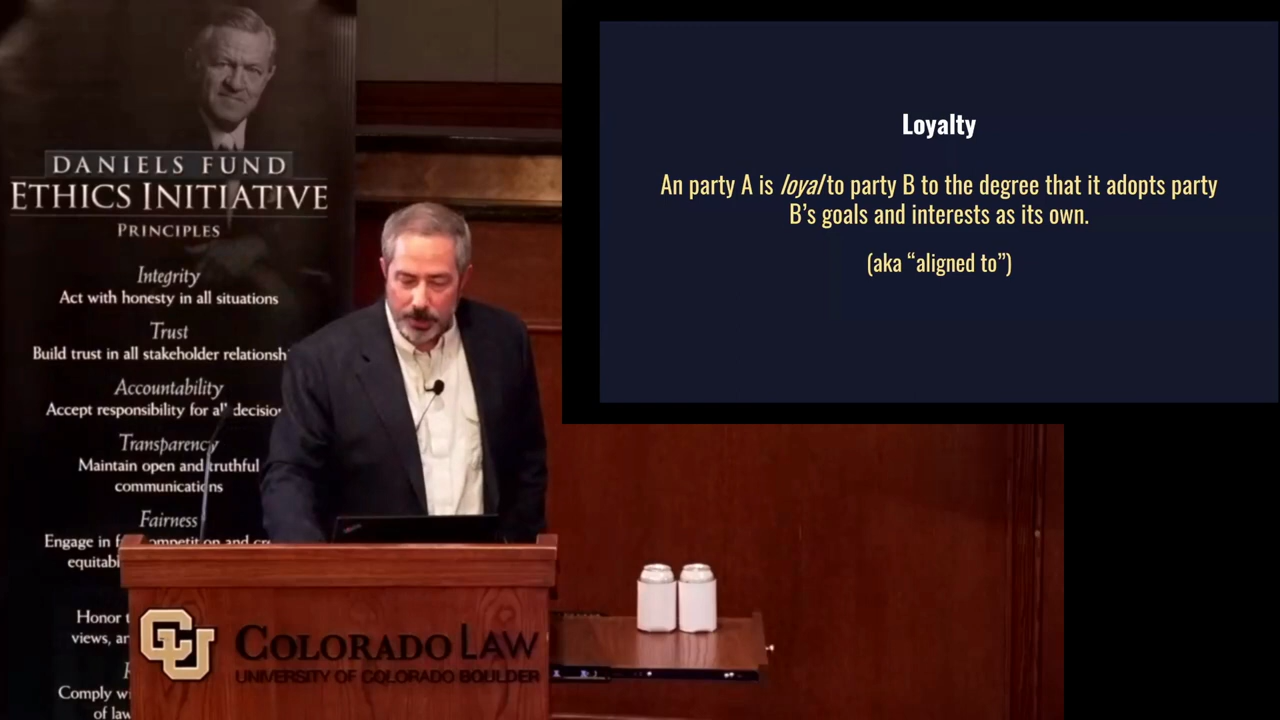 DANIELS FUND
ETHICS INITIATIVE
PRINCIPLES
Integrity
Act with honesty in all situations
Trust
Build trust in all stakeholder
Accountability
Accept responsibility for
Transparency
Maintain open and truthful
communications
Fairness
Engage in
and
Honor
views,
Comply
of law
CU
COLORADO LAW
UNIVERSITY OF COLORADO BOULDER
Loyalty
An party A is loyal to party B to the degree that it adopts party
B's goals and interests as its own.
(aka “aligned to”)